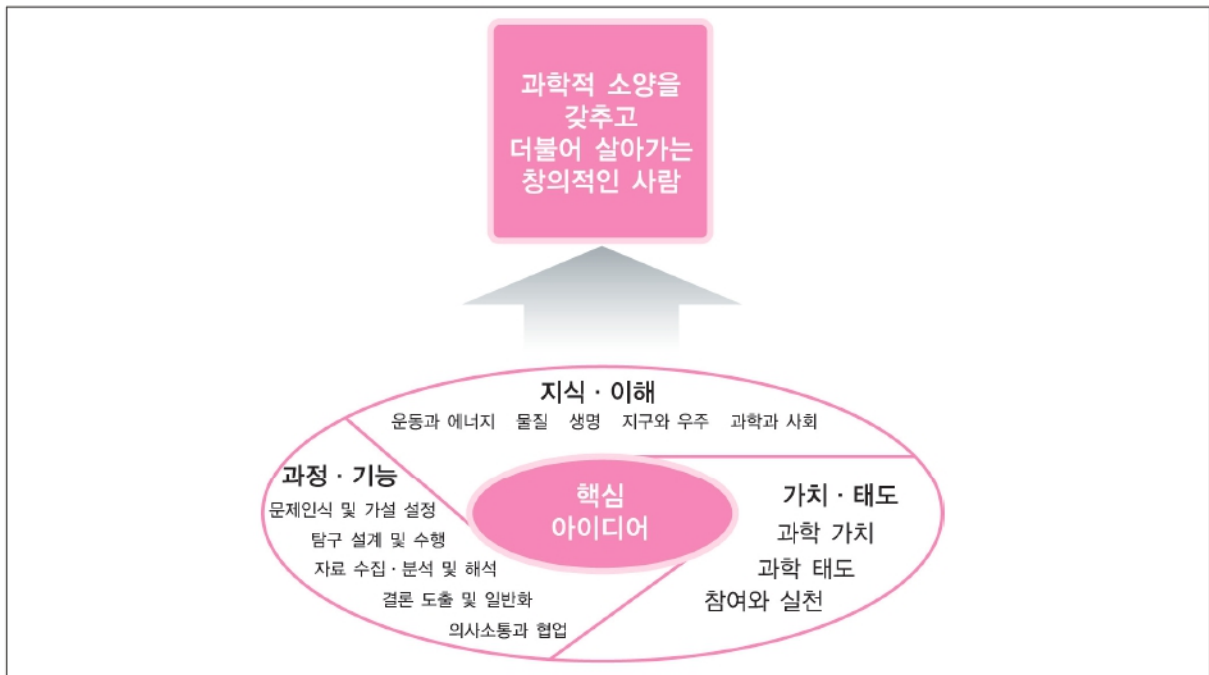 과학적 소양을
갖추고
더불어 살아가는
창의적인 사람
지식 · 이해
운동과 에너지 물질 생명 지구와 우주 과학과 사회
과정 · 기능
문제인식 및 가설 설정
탐구 설계 및 수행
자료 수집 · 분석 및 해석
결론 도출 및 일반화
의사소통과 협업
핵심
아이디어
가치 · 태도
과학 가치
과학 태도
참여와 실천